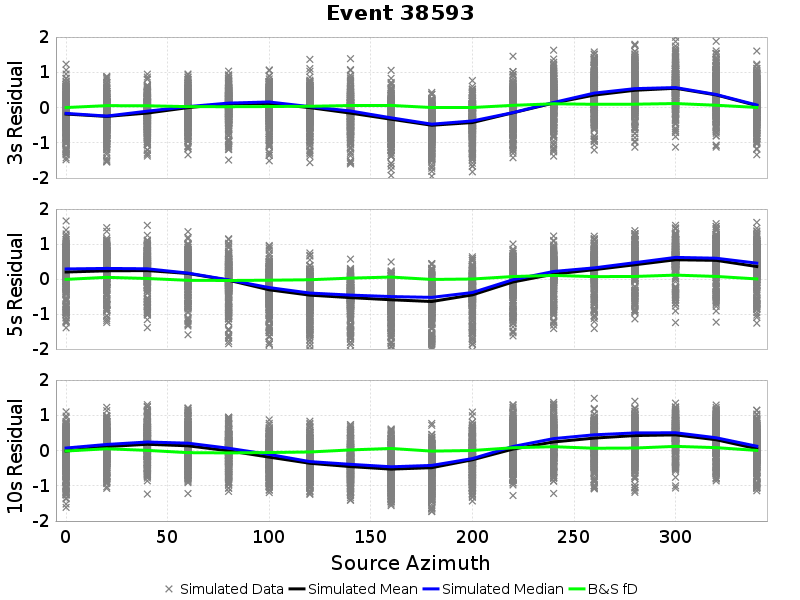 Event 38593
3s Residual
2
1
0
-1
-2
5s Residual
2
1
0
-1
-2
10s Residual
2
1
0
-1
-2
0 50 100 150 200 250 300
Source Azimuth
Simulated Data Simulated Mean Simulated Median B&S fD